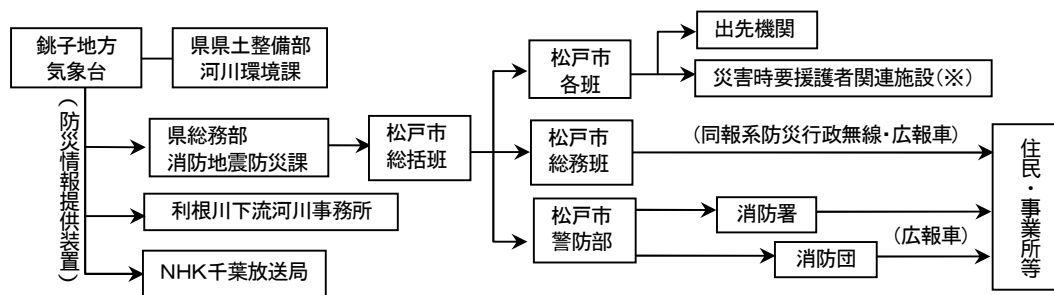 銚子地方
気象台
県県土整備部
河川環境課
(防災情報提供装置)
県総務部
消防地震防災課
利根川下流河川事務所
NHK千葉放送局
松戸市
総括班
松戸市
各班
出先機関
災害時要援護者関連施設(※)
松戸市
総務班
(同報系防災行政無線・広報車)
松戸市
警防部
消防署
消防団
(広報車)
住民・事業所等